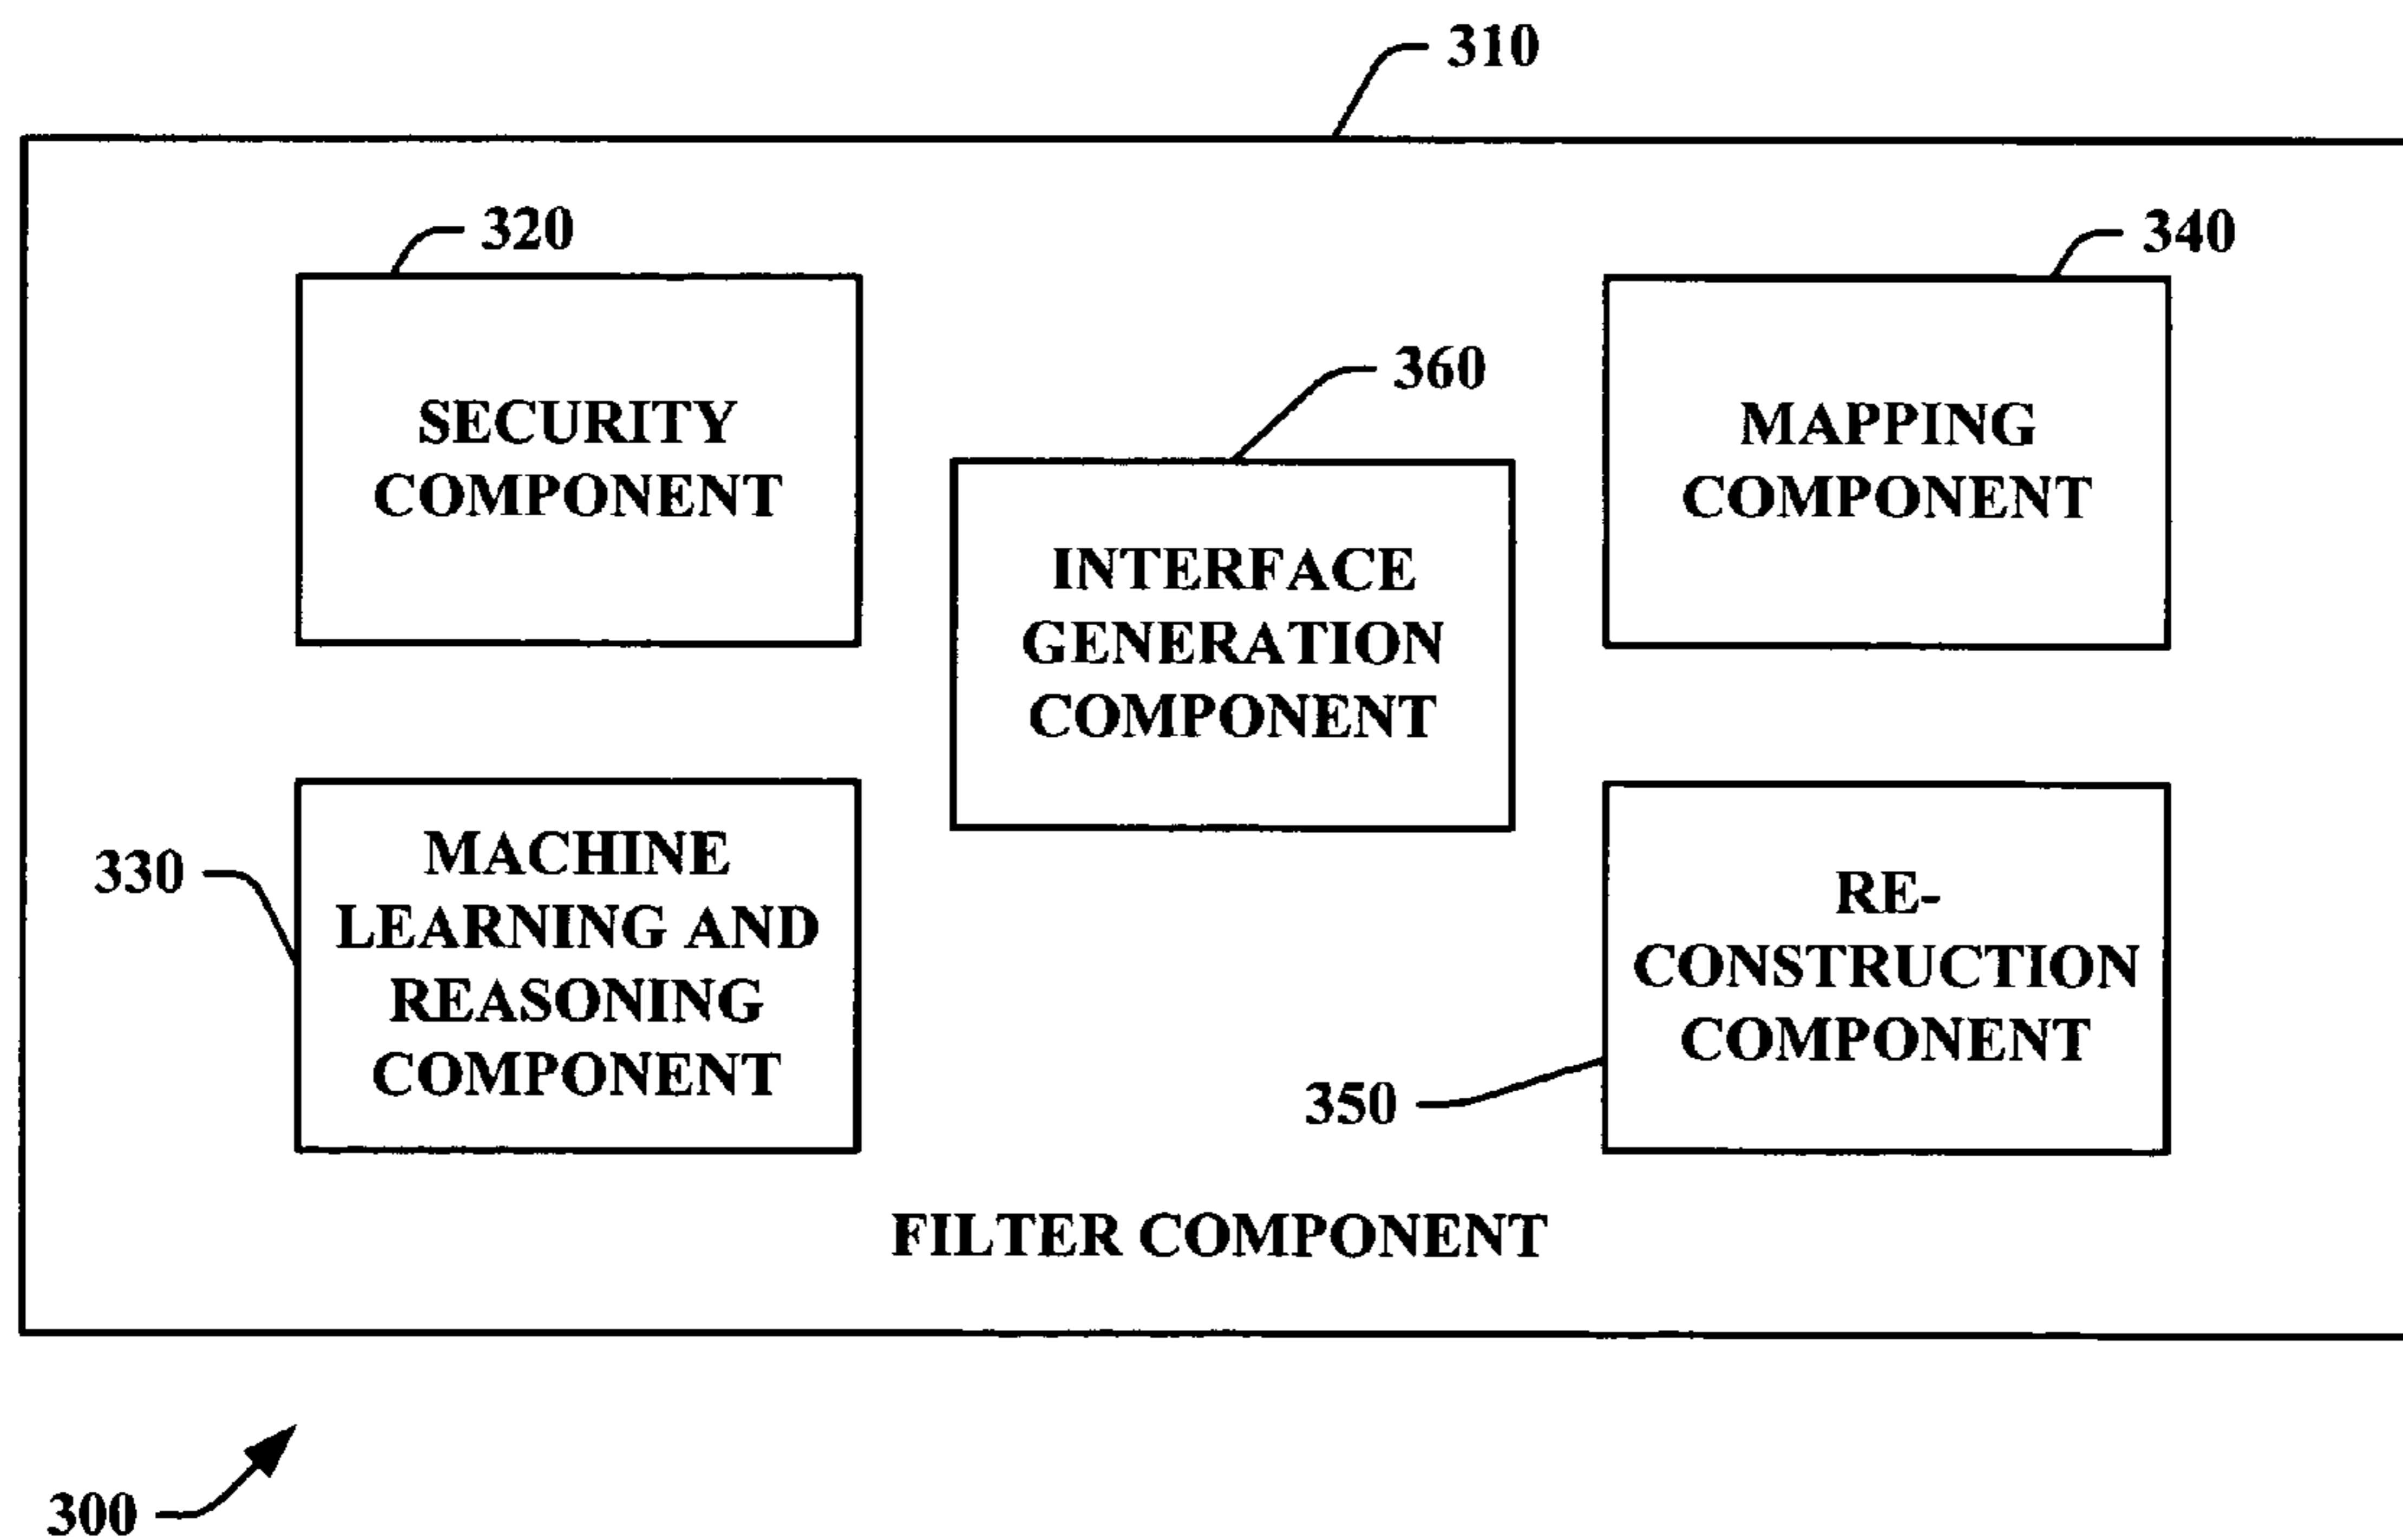 310
320
SECURITY
COMPONENT
340
MAPPING
COMPONENT
360
INTERFACE
GENERATION
COMPONENT
330
MACHINE
LEARNING AND
REASONING
COMPONENT
350
RE-
CONSTRUCTION
COMPONENT
FILTER COMPONENT
300